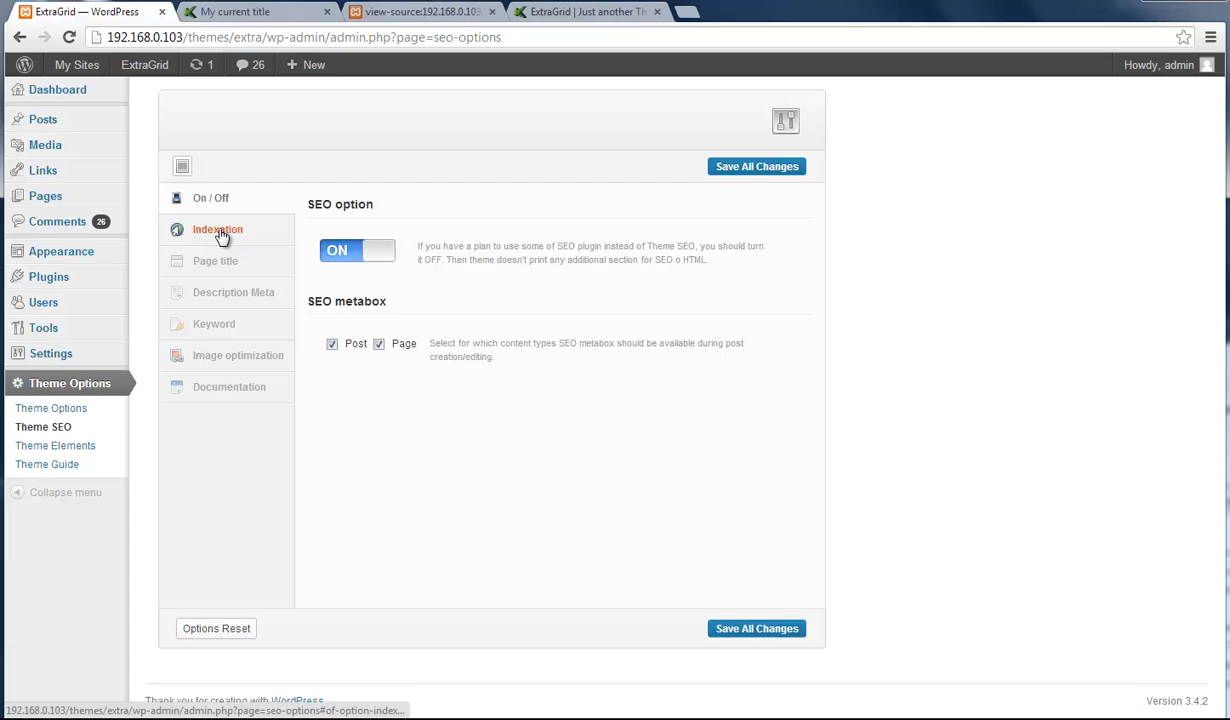 ExtraGrid — WordPress
My current title
view-source:192.168.0.103
ExtraGrid | Just another Th
192.168.0.103/themes/extra/wp-admin/admin.php?page=seo-options
My Sites
ExtraGrid
1
26
New
Howdy, admin
Dashboard
Posts
Media
Links
Pages
Comments 26
Appearance
Plugins
Users
Tools
Settings
Theme Options
Theme Options
Theme SEO
Theme Elements
Theme Guide
Collapse menu
Save All Changes
On / Off
Indexation
Page title
Description Meta
Keyword
Image optimization
Documentation
SEO option
ON
If you have a plan to use some of SEO plugin instead of Theme SEO, you should turn
it OFF. Then theme doesn't print any additional section for SEO o HTML.
SEO metabox
Post
Page
Select for which content types SEO metabox should be available during post
creation/editing.
Options Reset
Save All Changes
Thank you for creating with WordPress
Version 3.4.2
192.168.0.103/themes/extra/wp-admin/admin.php?page=seo-options#of-option-index...